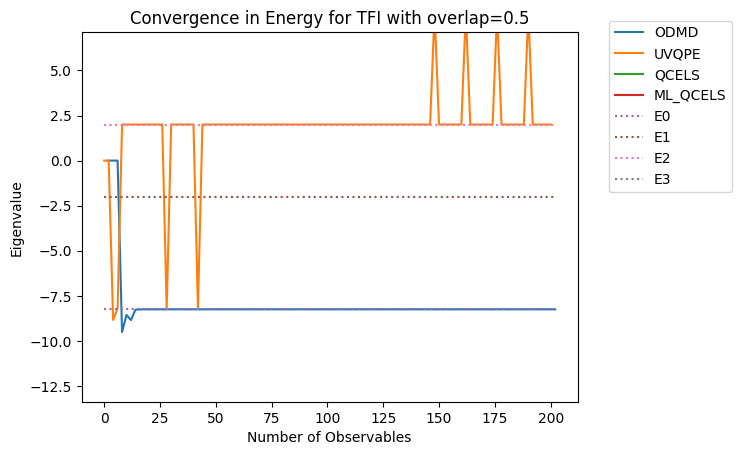 Convergence in Energy for TFI with overlap=0.5
ODMD
UVQPE
QCELS
ML_QCELS
E0
E1
E2
E3
5.0
2.5
0.0
−2.5
−5.0
−7.5
−10.0
−12.5
Eigenvalue
0 25 50 75 100 125 150 175 200
Number of Observables